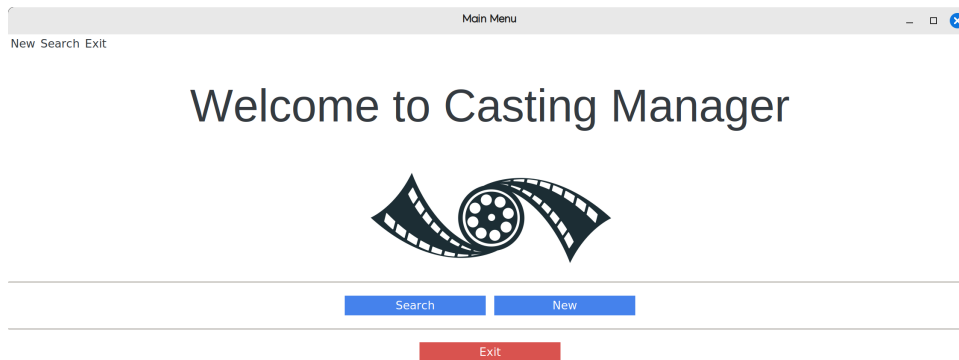 Main Menu
New Search Exit
Welcome to Casting Manager
Search New
Exit